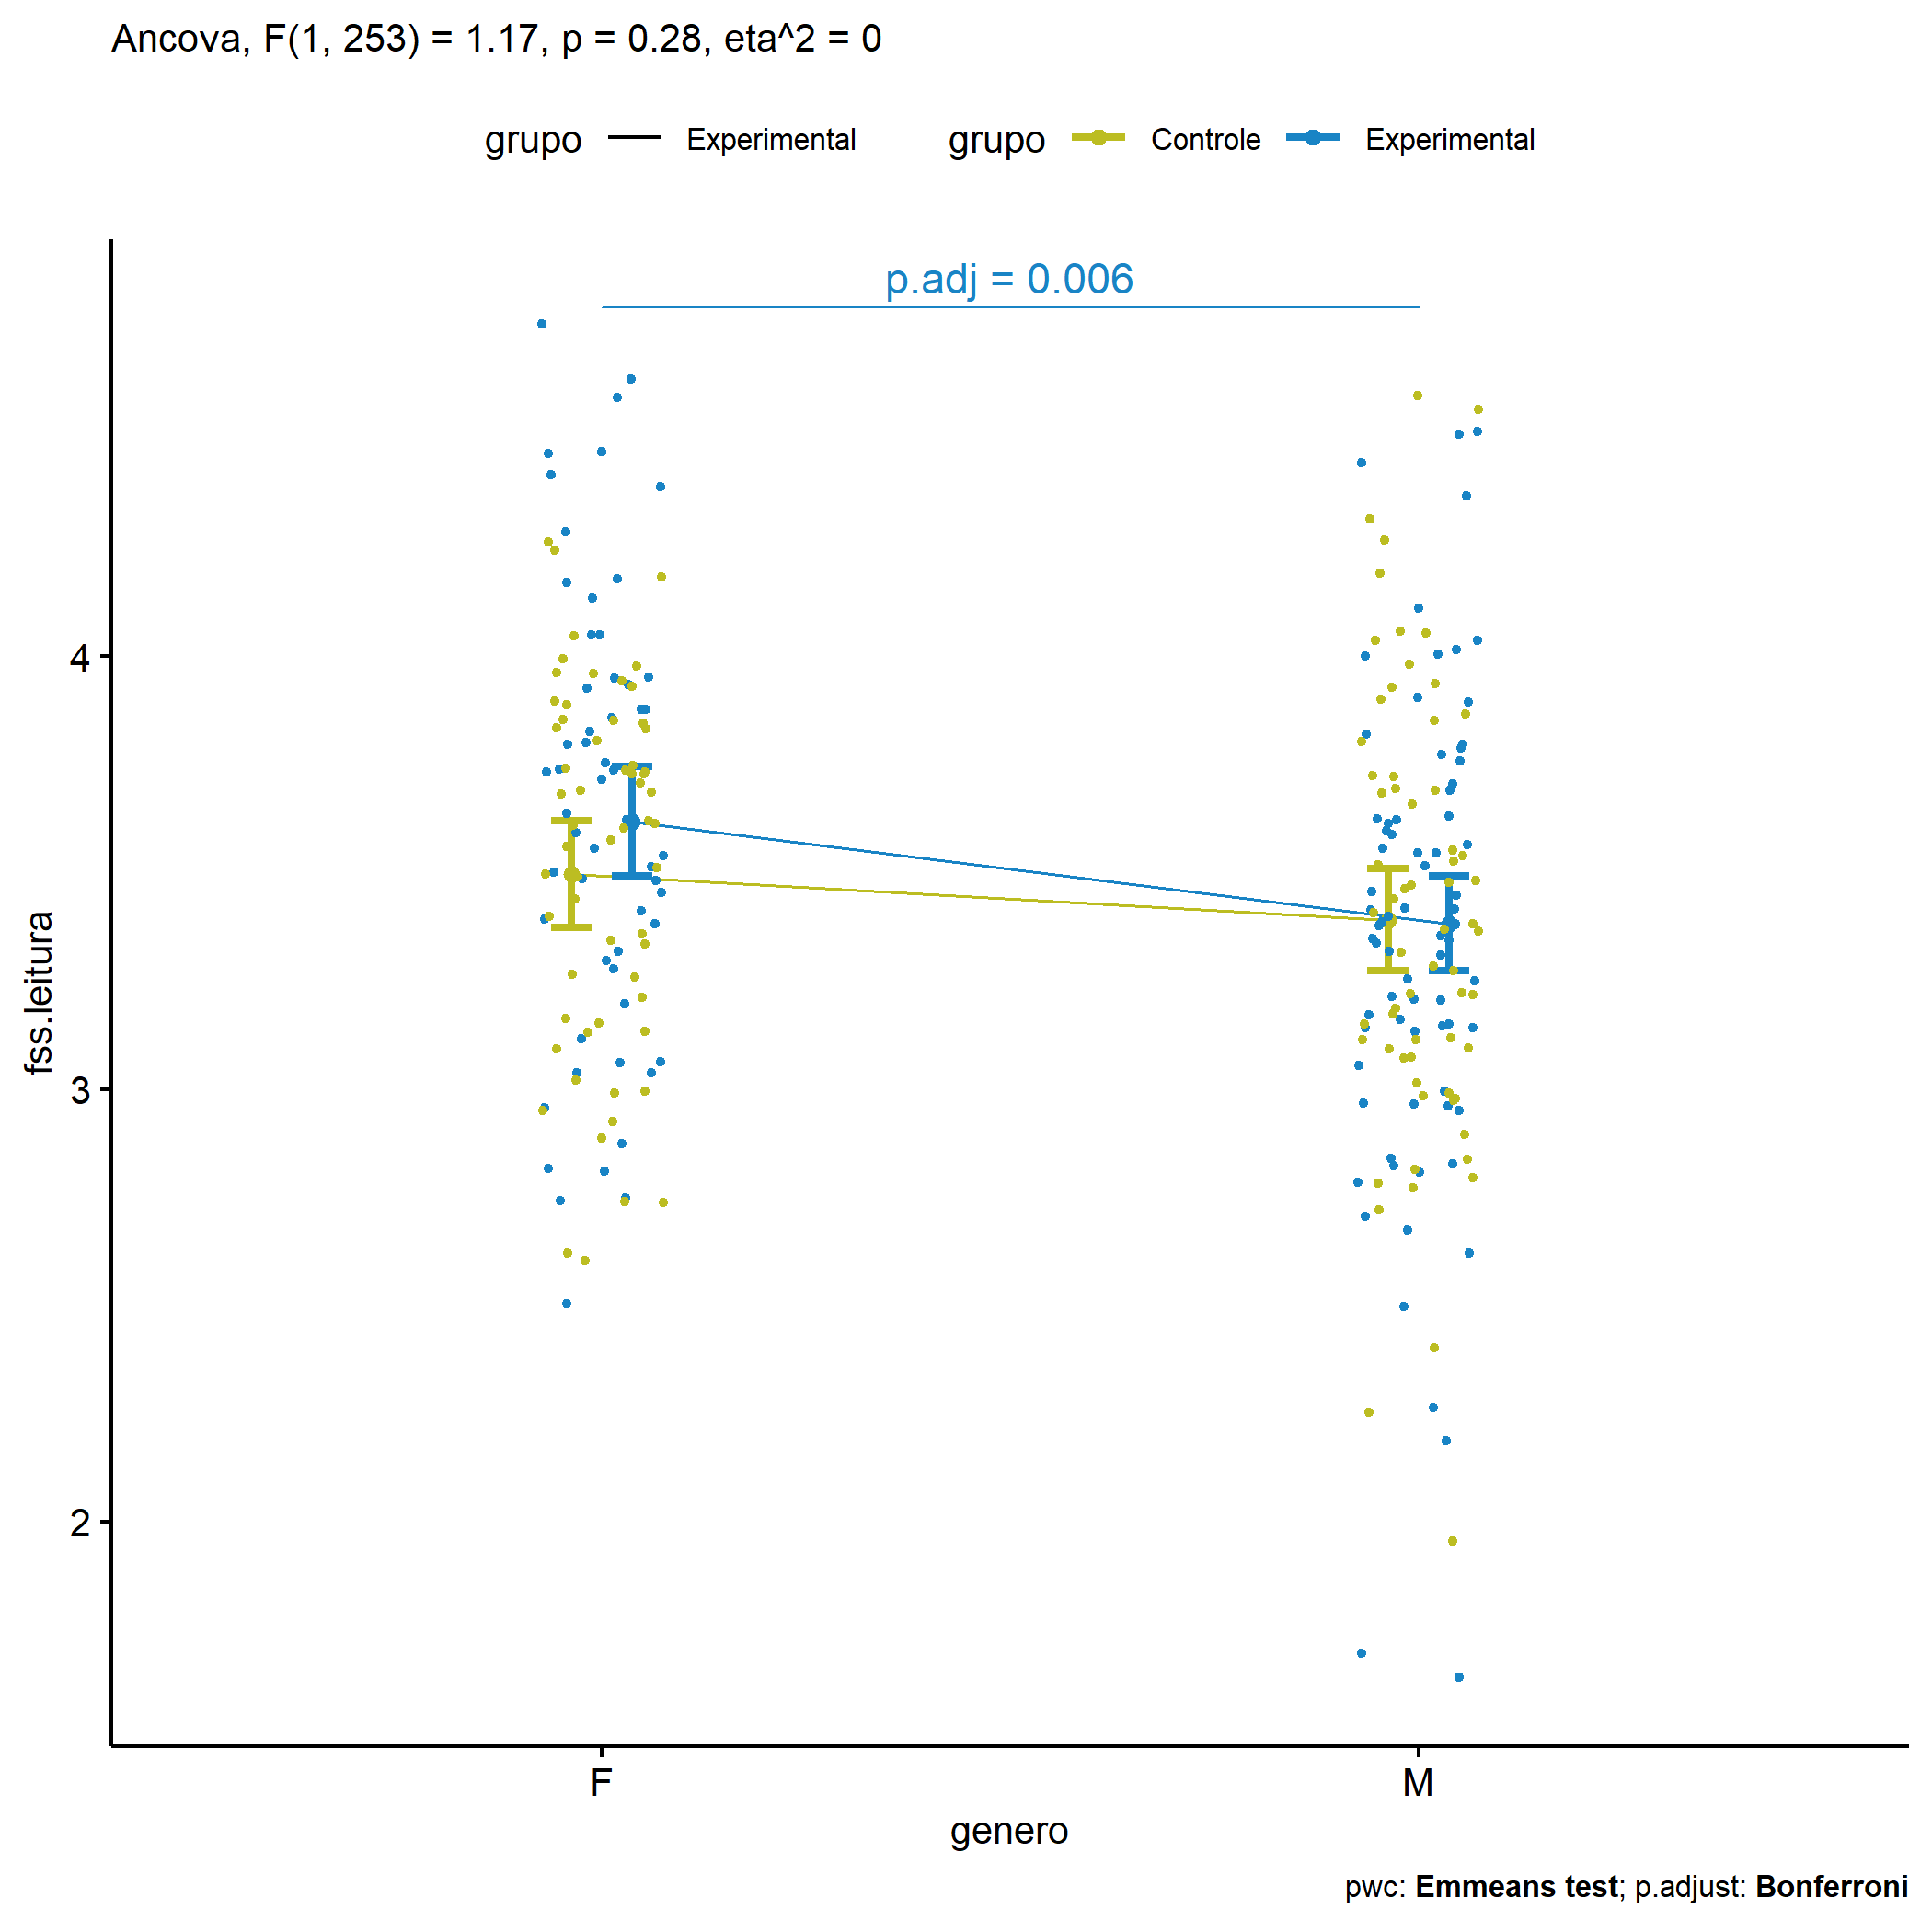 Ancova, F(1, 253) = 1.17, p = 0.28, eta^2 = 0
grupo Experimental grupo Controle Experimental
p.adj = 0.006
4
3
2
fss.leitura
F M
genero
pwc: Emmeans test; p.adjust: Bonferroni